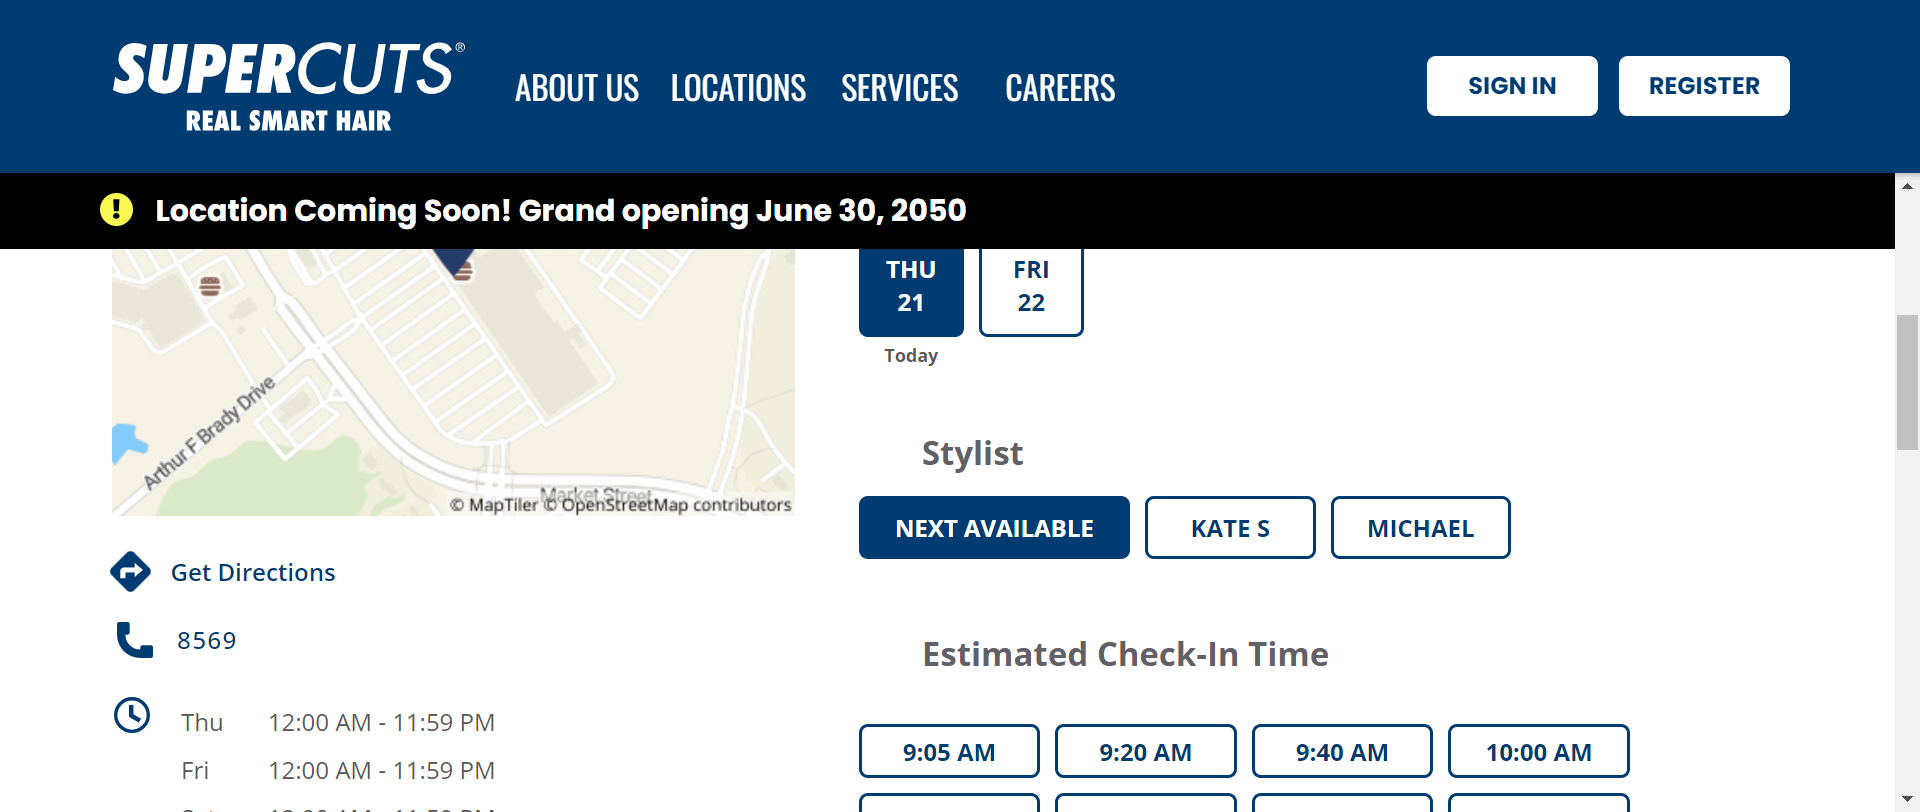 SUPERCUTS®
REAL SMART HAIR
ABOUT US
LOCATIONS
SERVICES
CAREERS
SIGN IN
REGISTER
Location Coming Soon! Grand opening June 30, 2050
Arthur F Brady Drive
Market Street
© MapTiler © OpenStreetMap contributors
Get Directions
8569
Thu 12:00 AM - 11:59 PM
Fri 12:00 AM - 11:59 PM
THU
21
Today
FRI
22
Stylist
NEXT AVAILABLE
KATE S
MICHAEL
Estimated Check-In Time
9:05 AM
9:20 AM
9:40 AM
10:00 AM